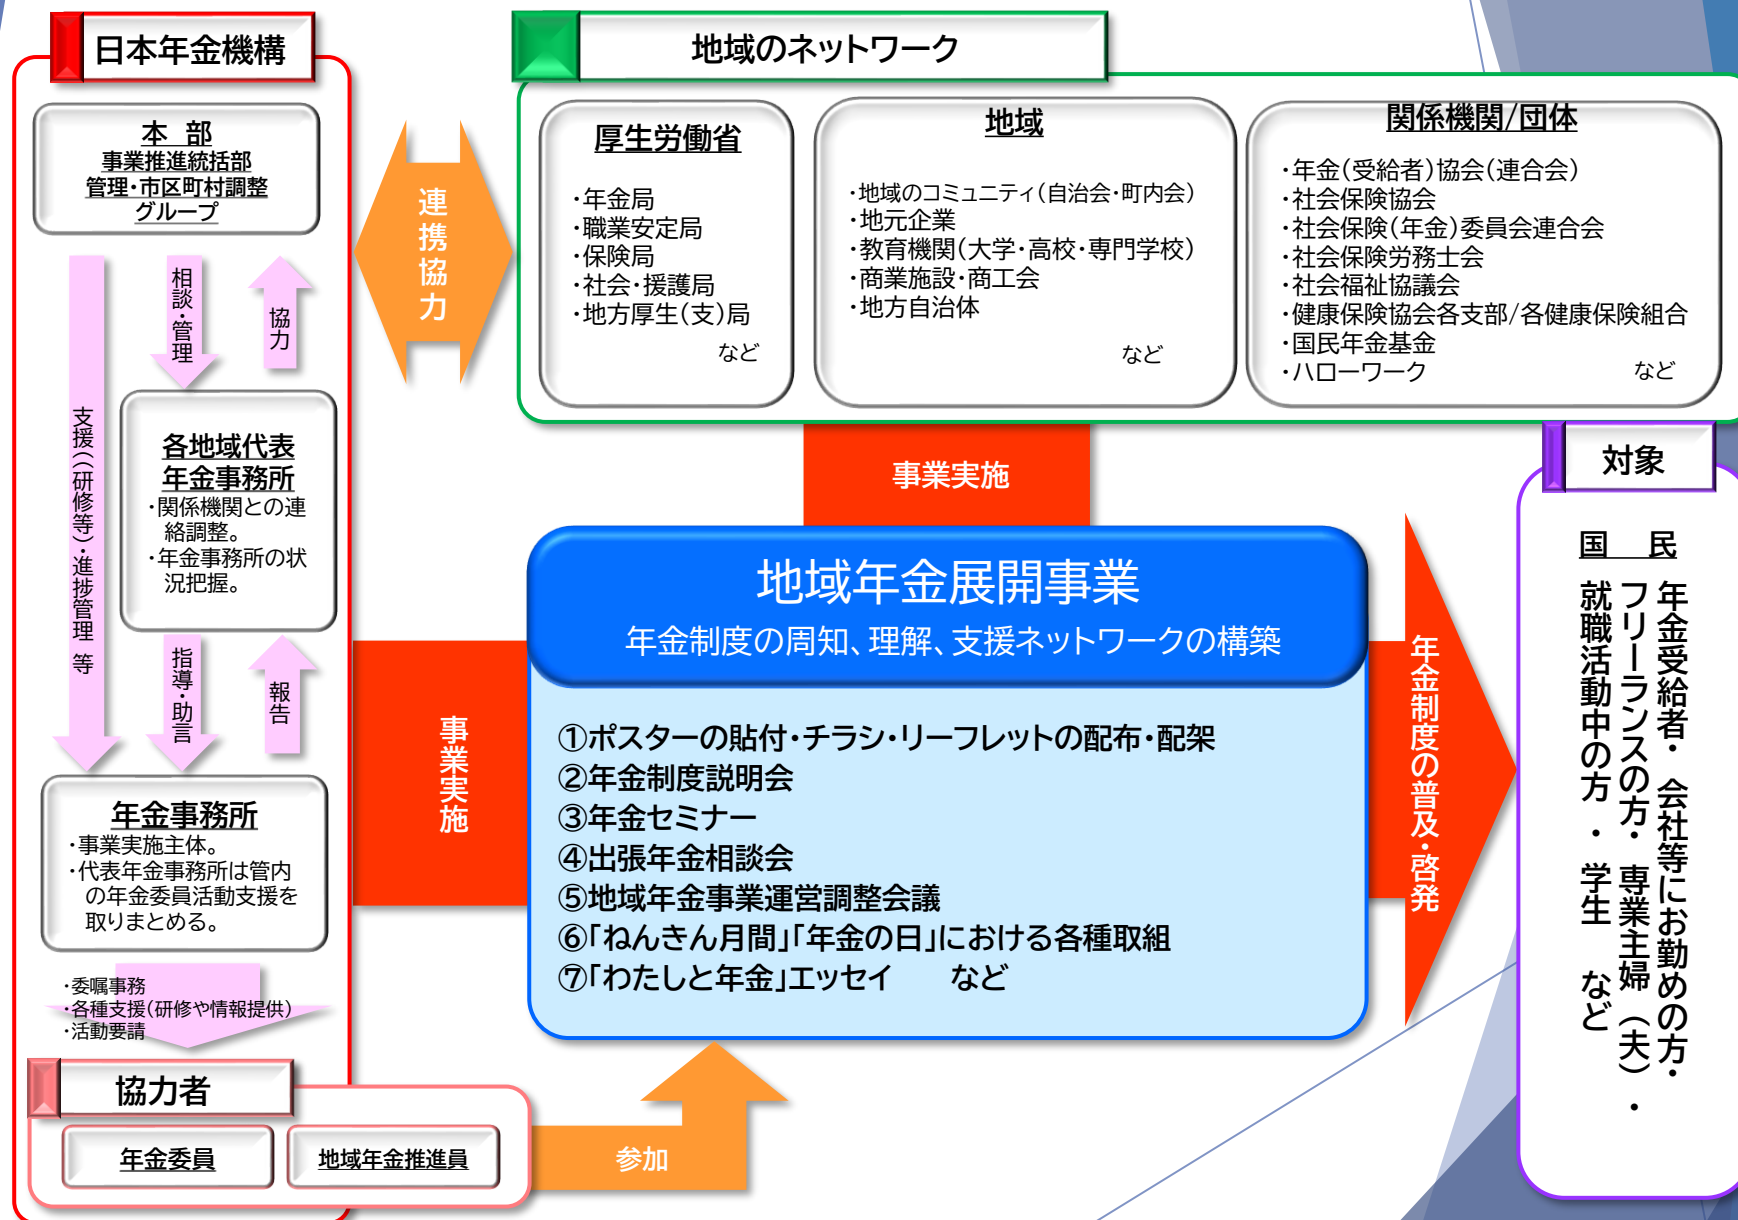 日本年金機構
本 部
事業推進統括部
管理・市区町村調整
グループ
相談・管理
協力
支援((研修等)・進捗管理 等
各地域代表
年金事務所
・関係機関との連
絡調整。
・年金事務所の状
況把握。
指導・助言
報告
年金事務所
・事業実施主体。
・代表年金事務所は管内
の年金委員活動支援を
取りまとめる。
・委嘱事務
・各種支援(研修や情報提供)
・活動要請
協力者
年金委員
地域年金推進員
連携協力
地域のネットワーク
厚生労働省
・年金局
・職業安定局
・保険局
・社会・援護局
・地方厚生(支)局
など
地域
・地域のコミュニティ(自治会・町内会)
・地元企業
・教育機関(大学・高校・専門学校)
・商業施設・商工会
・地方自治体
など
関係機関/団体
・年金(受給者)協会(連合会)
・社会保険協会
・社会保険(年金)委員会連合会
・社会保険労務士会
・社会福祉協議会
・健康保険協会各支部/各健康保険組合
・国民年金基金
・ハローワーク
など
事業実施
事業実施
地域年金展開事業
年金制度の周知、理解、支援ネットワークの構築
①ポスターの貼付・チラシ・リーフレットの配布・配架
②年金制度説明会
③年金セミナー
④出張年金相談会
⑤地域年金事業運営調整会議
⑥「ねんきん月間」「年金の日」における各種取組
⑦「わたしと年金」エッセイ など
参加
年金制度の普及・啓発
対象
国 民
年金受給者・ 会社等にお勤めの方・
フリーランスの方・ 専業主婦（夫）・
就職活動中の方 ・ 学生 など